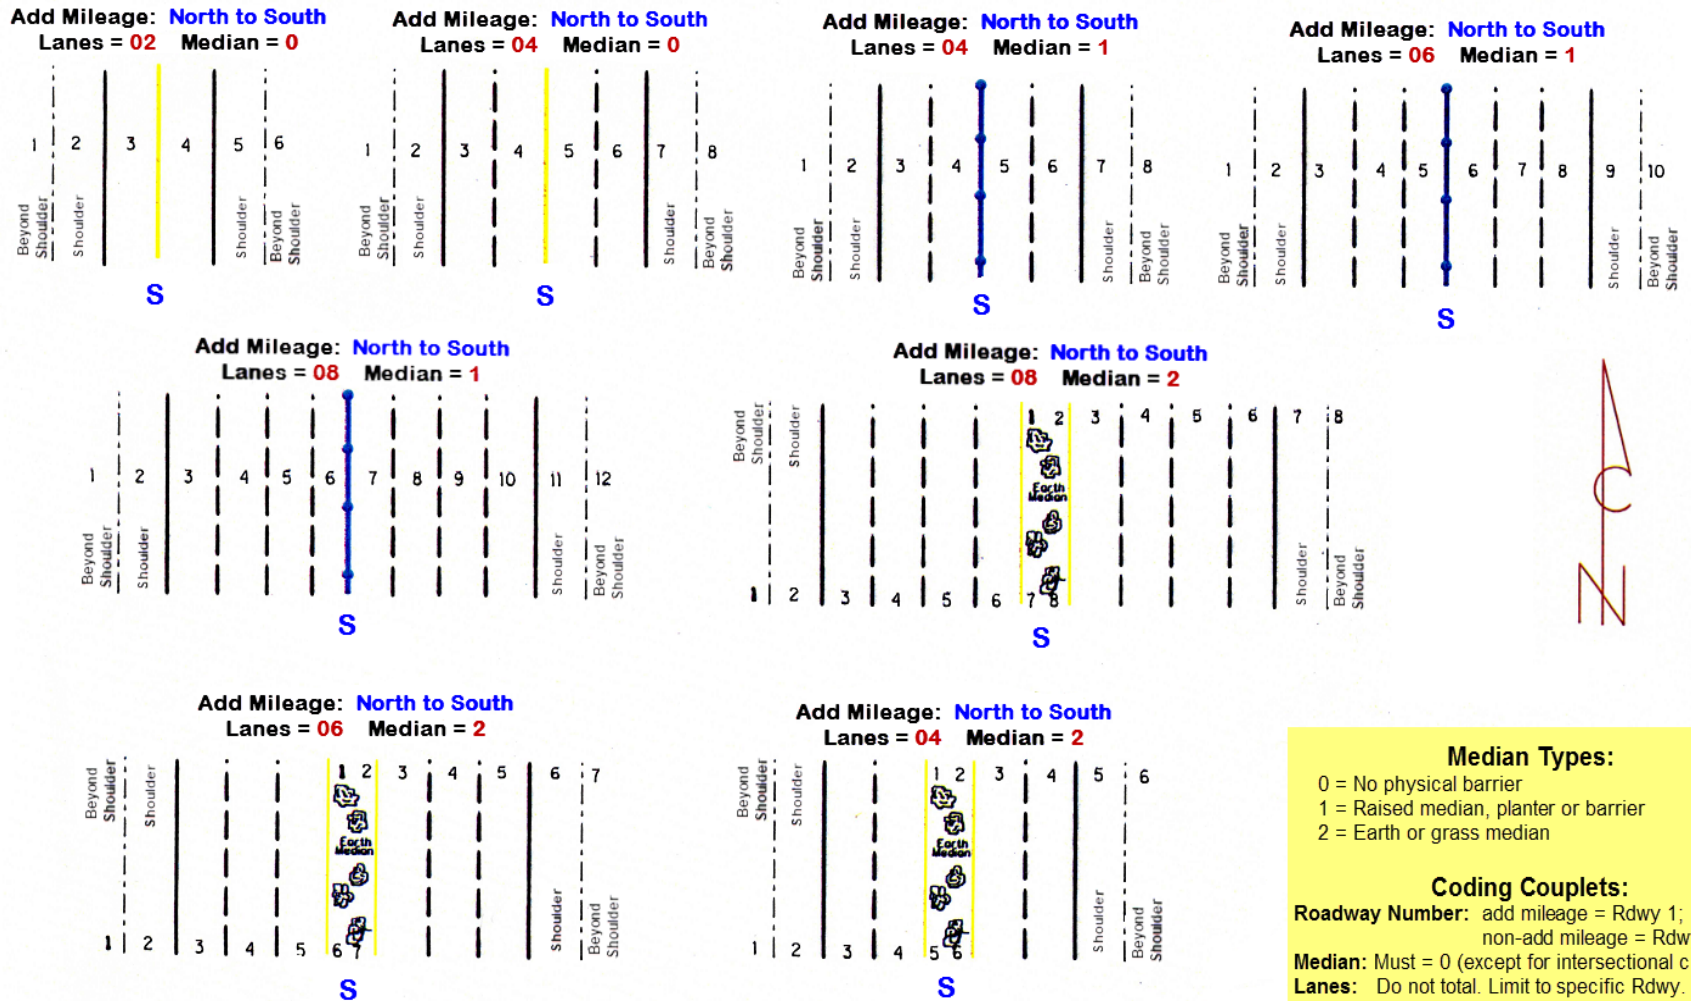 Add Mileage: North to South
Lanes = 02 Median = 0
1 2 3 4 5 6
Beyond Shoulder
Shoulder
Shoulder
Beyond Shoulder
S
Add Mileage: North to South
Lanes = 04 Median = 0
1 2 3 4 5 6 7 8
Beyond Shoulder
Shoulder
Shoulder
Beyond Shoulder
S
Add Mileage: North to South
Lanes = 04 Median = 1
1 2 3 4 5 6 7 8
Beyond Shoulder
Shoulder
Shoulder
Beyond Shoulder
S
Add Mileage: North to South
Lanes = 06 Median = 1
1 2 3 4 5 6 7 8 9 10
Beyond Shoulder
Shoulder
Shoulder
Beyond Shoulder
S
Add Mileage: North to South
Lanes = 08 Median = 1
1 2 3 4 5 6 7 8 9 10 11 12
Beyond Shoulder
Shoulder
Shoulder
Beyond Shoulder
S
Add Mileage: North to South
Lanes = 08 Median = 2
Beyond Shoulder
Shoulder
1 2 3 4 5 6 7 8
Earth
Median
1 2 3 4 5 6 7 8
Shoulder
Beyond Shoulder
S
N
Add Mileage: North to South
Lanes = 06 Median = 2
Beyond Shoulder
Shoulder
1 2 3 4 5 6 7
Earth
Median
1 2 3 4 5 6 7
Shoulder
Beyond Shoulder
S
Add Mileage: North to South
Lanes = 04 Median = 2
Beyond Shoulder
Shoulder
1 2 3 4 5 6
Earth
Median
1 2 3 4 5 6
Shoulder
Beyond Shoulder
S
Median Types:
0 = No physical barrier
1 = Raised median, planter or barrier
2 = Earth or grass median
Coding Couplets:
Roadway Number: add mileage = Rdwy 1;
non-add mileage = Rdw
Median: Must = 0 (except for intersectional c
Lanes: Do not total. Limit to specific Rdwy.